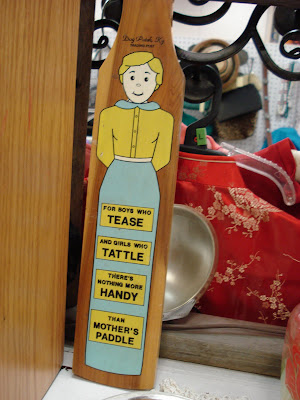 FOR BOYS WHO
TEASE
AND GIRLS WHO
TATTLE
THERE'S
NOTHING MORE
HANDY
THAN
MOTHER'S
PADDLE